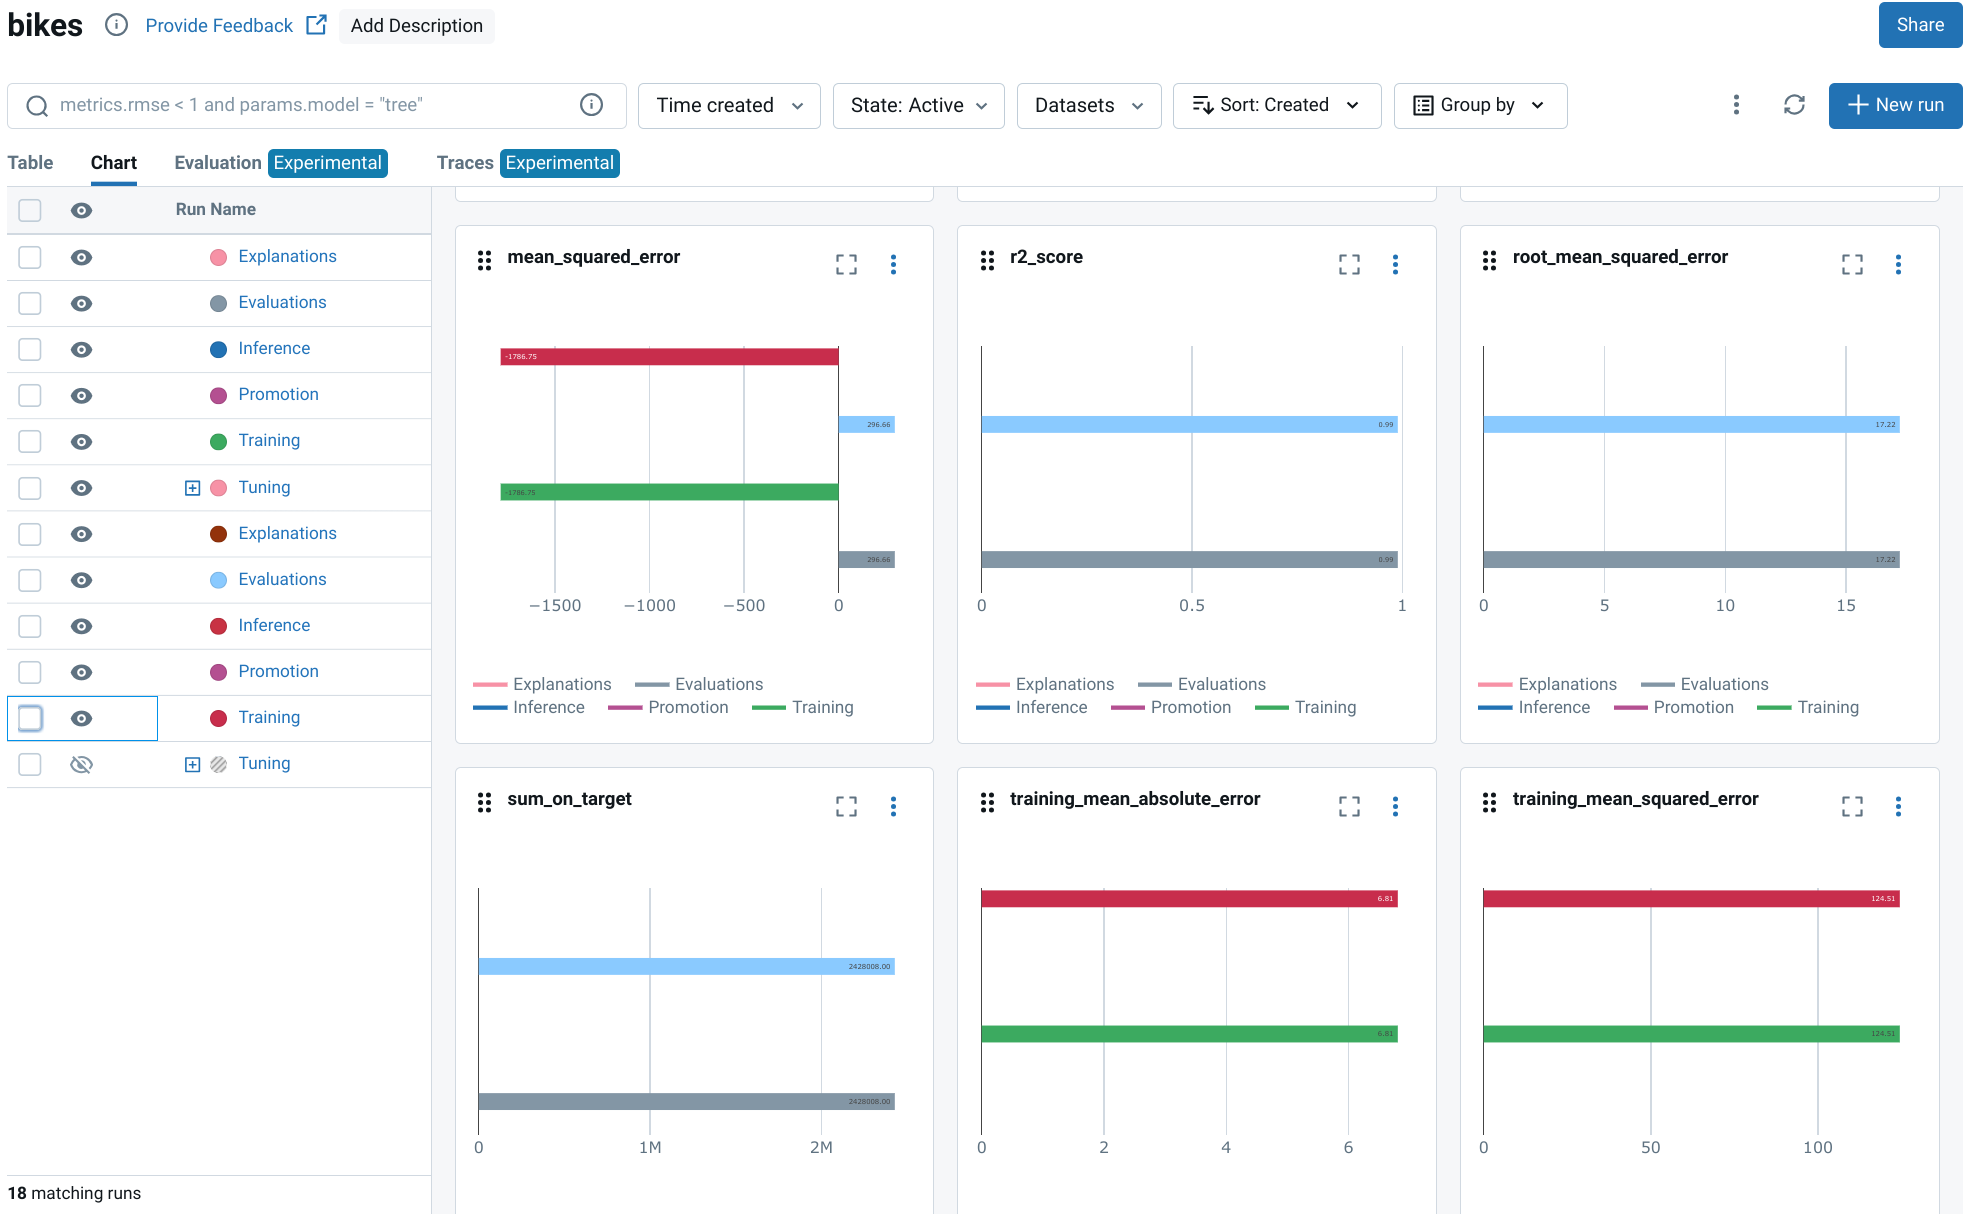 bikes Provide Feedback Add Description Share
metrics.rmse < 1 and params.model = "tree" Time created State: Active Datasets Sort: Created Group by New run
Table Chart Evaluation Experimental Traces Experimental
Run Name
Explanations
Evaluations
Inference
Promotion
Training
Tuning
Explanations
Evaluations
Inference
Promotion
Training
Tuning
18 matching runs
mean_squared_error
-1786.75
296.66
-1786.75
296.66
−1500 −1000 −500 0
Explanations Evaluations
Inference Promotion Training
r2_score
0.99
0.99
0 0.5 1
Explanations Evaluations
Inference Promotion Training
root_mean_squared_error
17.22
17.22
0 5 10 15
Explanations Evaluations
Inference Promotion Training
sum_on_target
2428008.00
2428008.00
0 1M 2M
training_mean_absolute_error
6.81
6.81
0 2 4 6
training_mean_squared_error
124.51
124.51
0 50 100